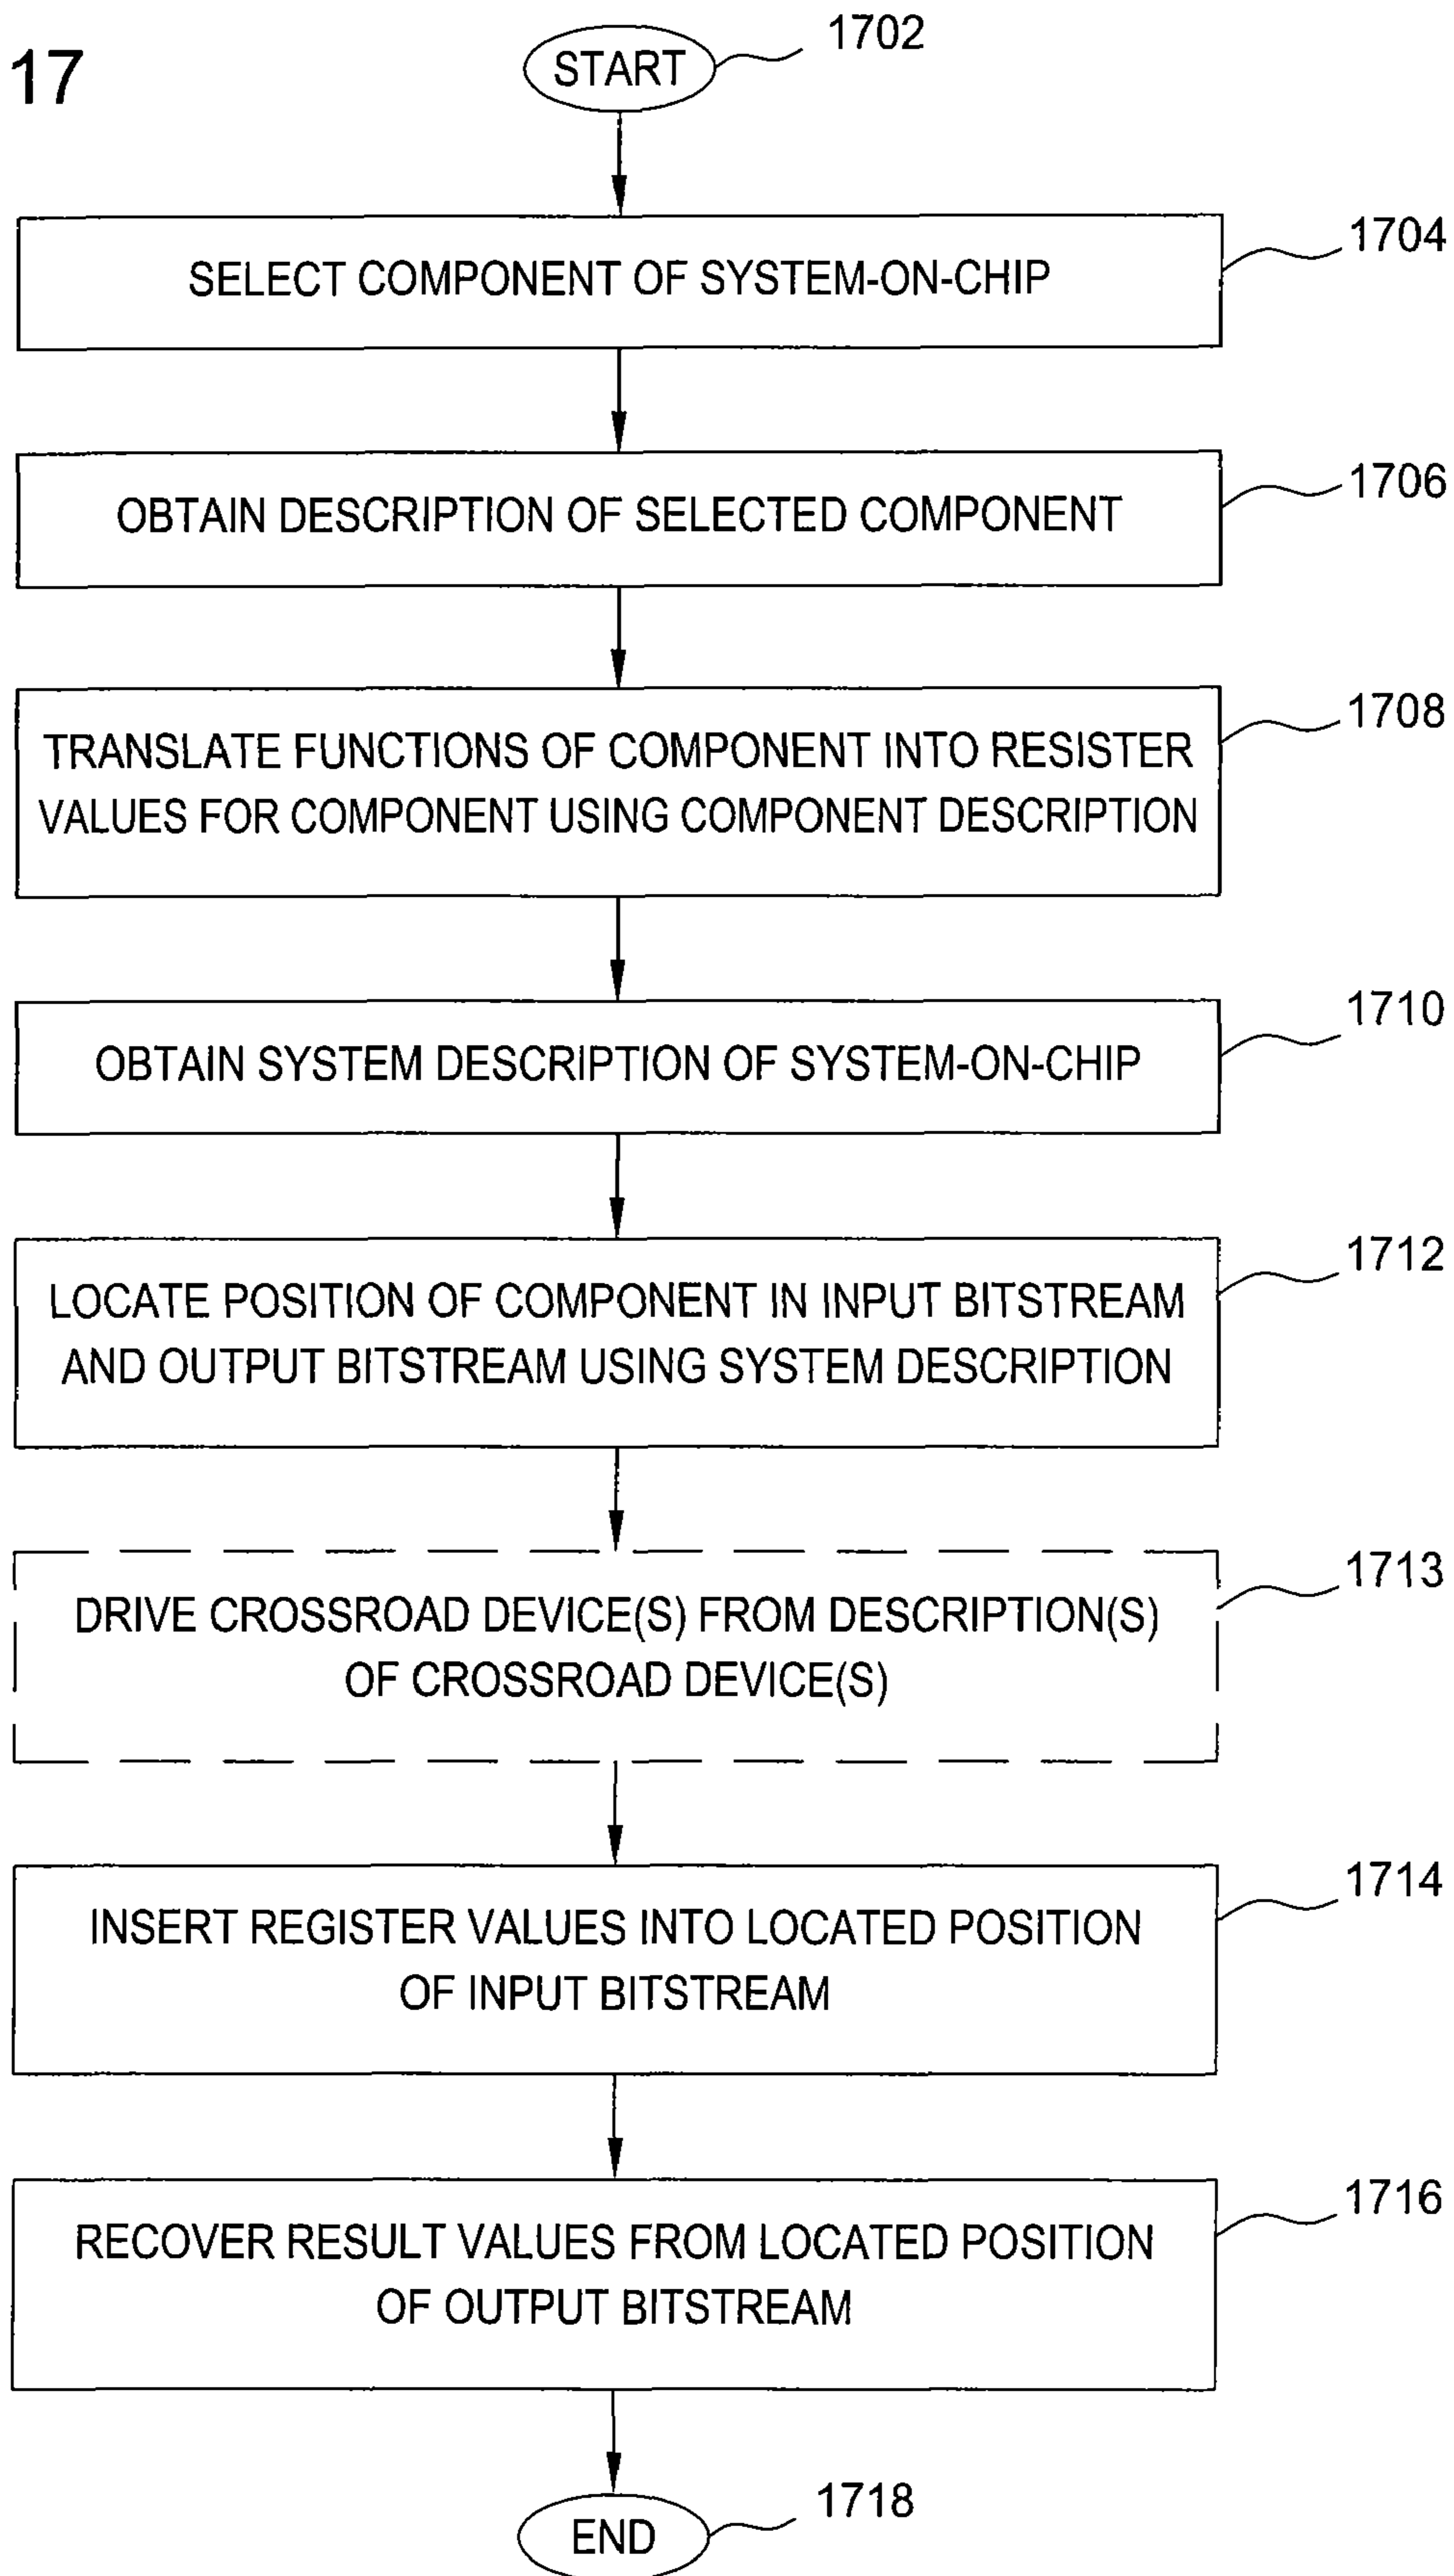 17
START
1702
SELECT COMPONENT OF SYSTEM-ON-CHIP
1704
OBTAIN DESCRIPTION OF SELECTED COMPONENT
1706
TRANSLATE FUNCTIONS OF COMPONENT INTO RESISTER
VALUES FOR COMPONENT USING COMPONENT DESCRIPTION
1708
OBTAIN SYSTEM DESCRIPTION OF SYSTEM-ON-CHIP
1710
LOCATE POSITION OF COMPONENT IN INPUT BITSTREAM
AND OUTPUT BITSTREAM USING SYSTEM DESCRIPTION
1712
DRIVE CROSSROAD DEVICE(S) FROM DESCRIPTION(S)
OF CROSSROAD DEVICE(S)
1713
INSERT REGISTER VALUES INTO LOCATED POSITION
OF INPUT BITSTREAM
1714
RECOVER RESULT VALUES FROM LOCATED POSITION
OF OUTPUT BITSTREAM
1716
END
1718